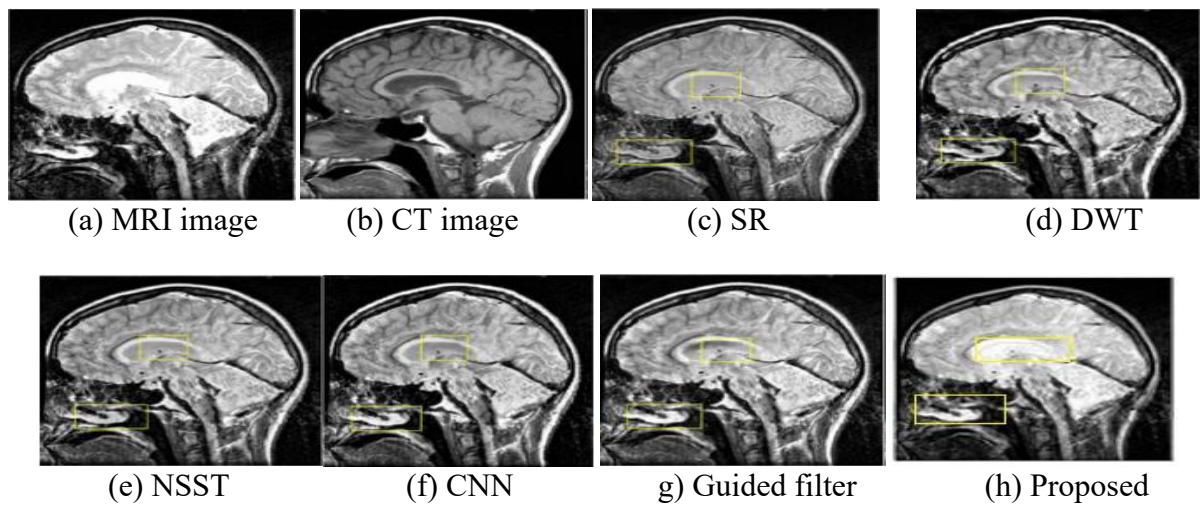 (a) MRI image (b) CT image (c) SR (d) DWT
(e) NSST (f) CNN g) Guided filter (h) Proposed